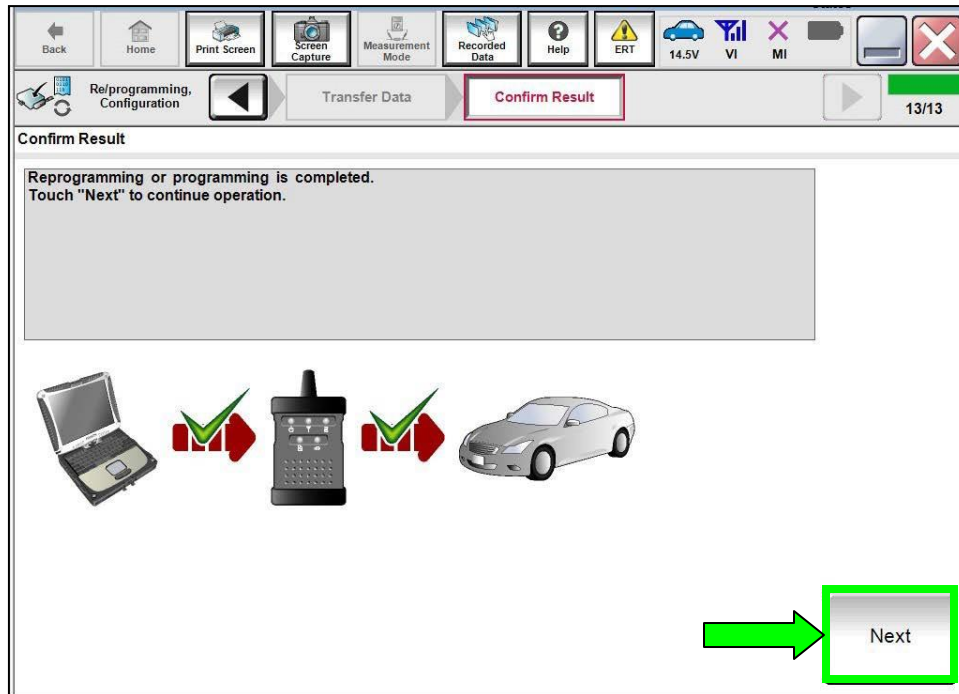 Back
Home
Print Screen
Screen
Capture
Measurement
Mode
Recorded
Data
Help
ERT
14.5V
VI
MI
Re/programming,
Configuration
Transfer Data
Confirm Result
13/13
Confirm Result
Reprogramming or programming is completed.
Touch "Next" to continue operation.
Next